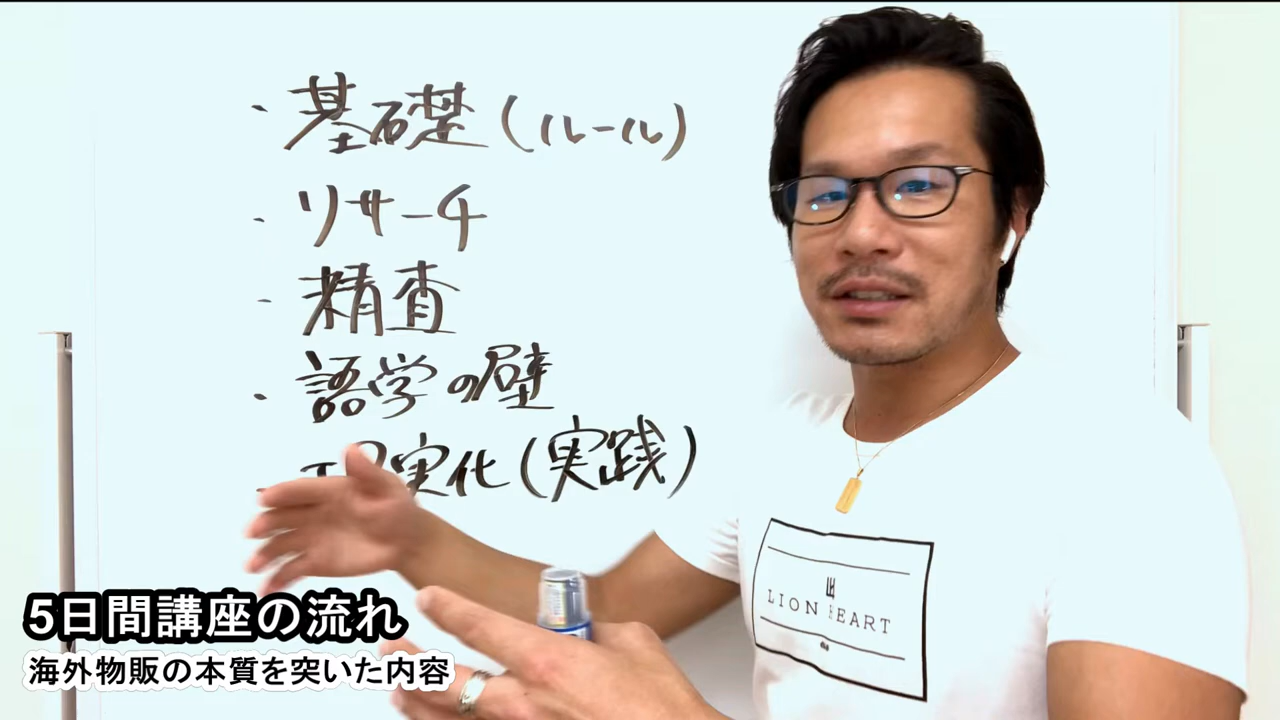 ・基礎(ルール)
・リサーチ
・精査
・語学の壁
実化(実践)
LION HEART
5日間講座の流れ
海外物販の本質を突いた内容